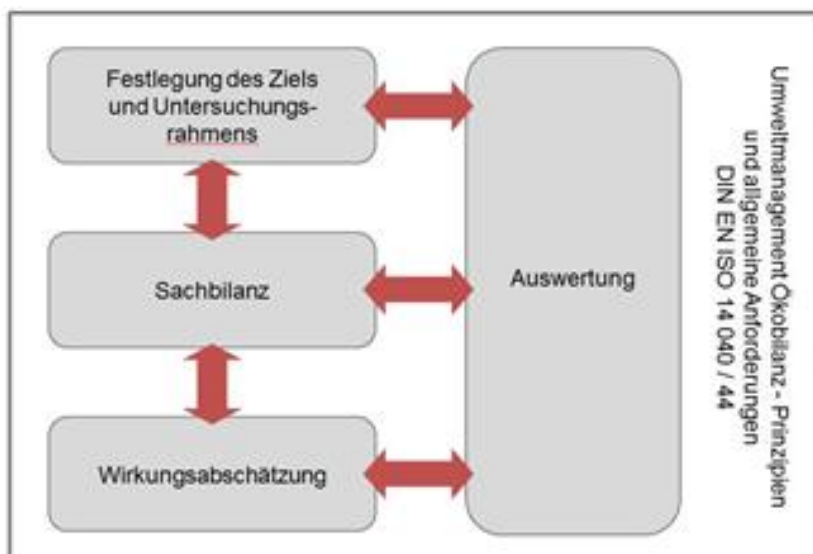 Festlegung des Ziels
und Untersuchungs-
rahmens
Sachbilanz
Wirkungsabschätzung
Auswertung
Umweltmanagement Ökobilanz - Prinzipien
und allgemeine Anforderungen
DIN EN ISO 14 040 / 44